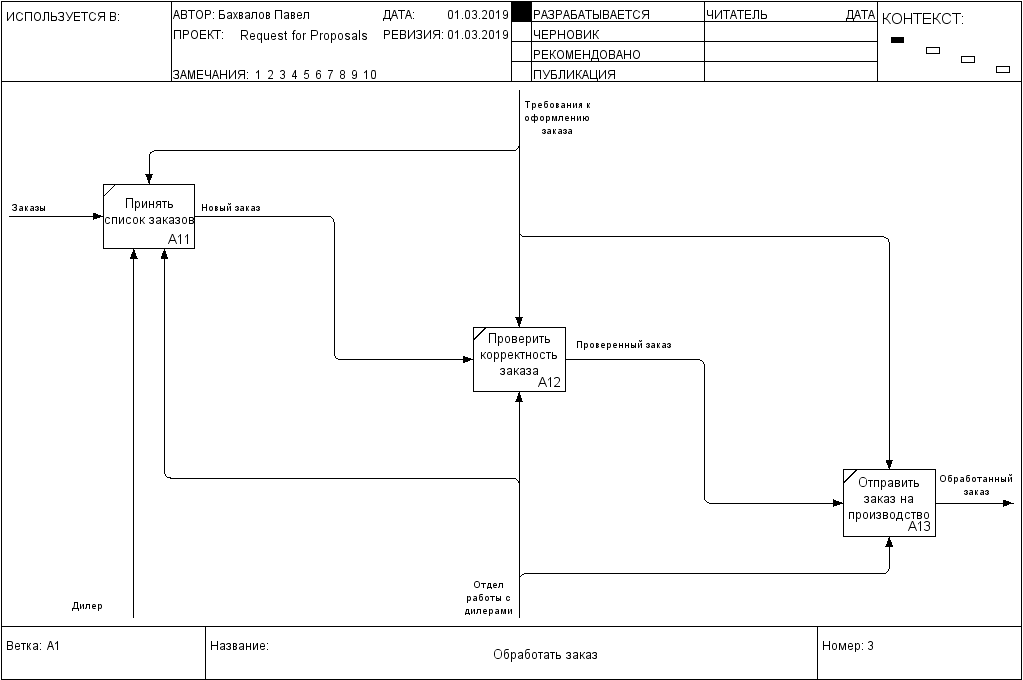 ИСПОЛЬЗУЕТСЯ В:
АВТОР: Бахвалов Павел
ДАТА: 01.03.2019
ПРОЕКТ: Request for Proposals
РЕВИЗИЯ: 01.03.2019
ЗАМЕЧАНИЯ: 1 2 3 4 5 6 7 8 9 10
РАЗРАБАТЫВАЕТСЯ
ЧЕРНОВИК
РЕКОМЕНДОВАНО
ПУБЛИКАЦИЯ
ЧИТАТЕЛЬ ДАТА
КОНТЕКСТ:
Требования к
оформлению
заказа
Заказы
Принять
список заказов
A11
Новый заказ
Проверить
корректность
заказа
A12
Проверенный заказ
Отправить
заказ на
производство
A13
Обработанный
заказ
Дилер
Отдел
работы с
дилерами
Ветка: A1
Название:
Обработать заказ
Номер: 3